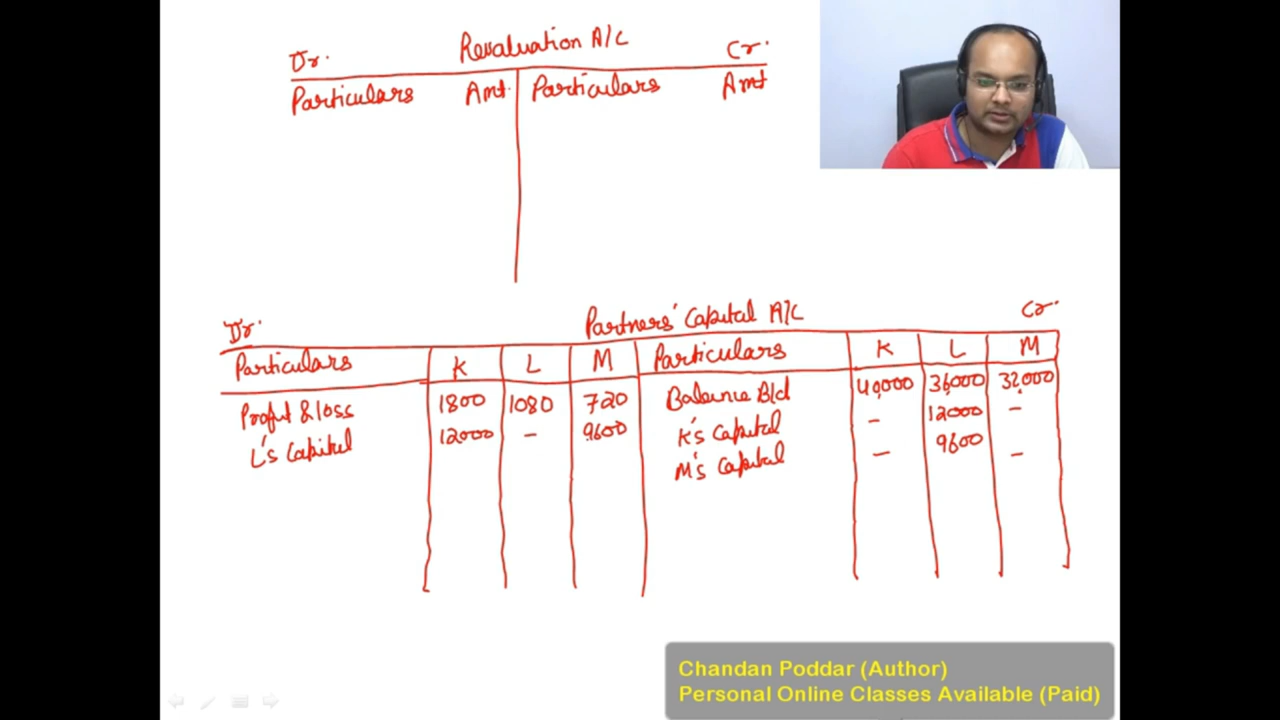 Dr. Revaluation A/C Cr.
Particulars Amt. Particulars Amt
Dr. Partners' Capital A/C Cr.
Particulars K L M Particulars K L M
Profit & loss 1800 1080 720 Balance B/d 40,000 36,000 32,000
L's Capital 12000 - 9600 K's Capital - 12000 -
M's Capital - 9600 -
Chandan Poddar (Author)
Personal Online Classes Available (Paid)